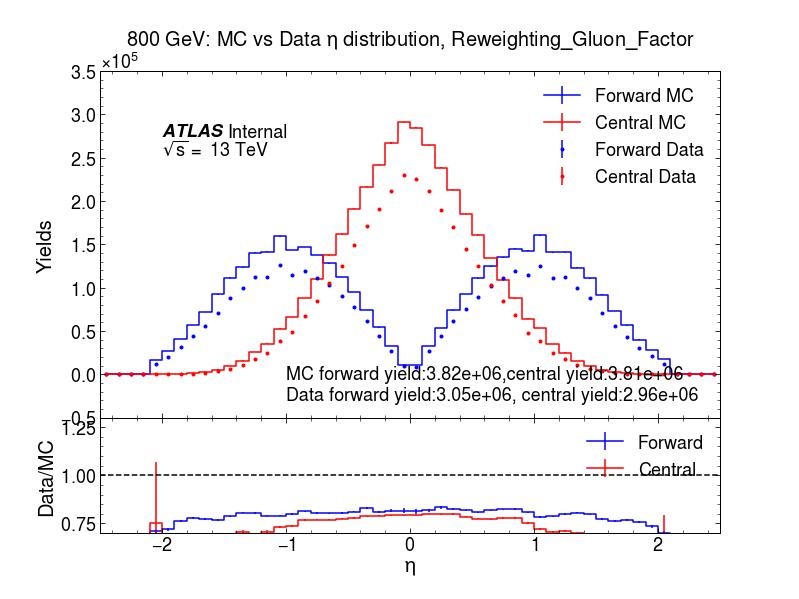 800 GeV: MC vs Data η distribution, Reweighting_Gluon_Factor
×10⁵
3.5
3.0
2.5
2.0
1.5
1.0
0.5
0.0
−0.5
Yields
ATLAS Internal
√s = 13 TeV
Forward MC
Central MC
Forward Data
Central Data
MC forward yield:3.82e+06,central yield:3.81e+06
Data forward yield:3.05e+06, central yield:2.96e+06
1.25
1.00
0.75
Data/MC
Forward
Central
−2 −1 0 1 2
η